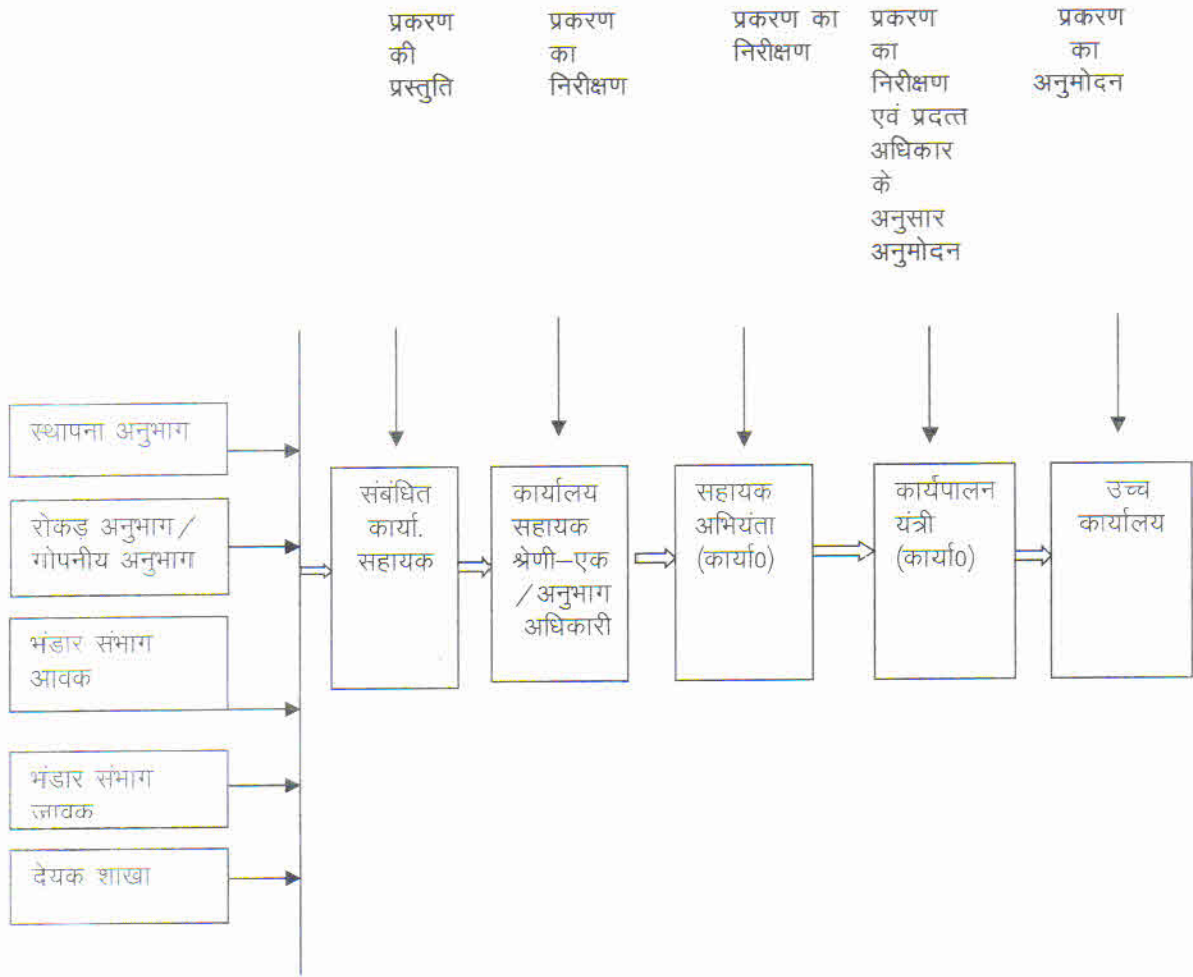 प्रकरण
की
प्रस्तुति
प्रकरण
का
निरीक्षण
प्रकरण का
निरीक्षण
प्रकरण
का
निरीक्षण
एवं प्रदत्त
अधिकार
के
अनुसार
अनुमोदन
प्रकरण
का
अनुमोदन
स्थापना अनुभाग
रोकड़ अनुभाग /
गोपनीय अनुभाग
भंडार संभाग
आवक
भंडार संभाग
जावक
देयक शाखा
संबंधित
कार्या.
सहायक
कार्यालय
सहायक
श्रेणी–एक
/अनुभाग
अधिकारी
सहायक
अभियंता
(कार्या0)
कार्यपालन
यंत्री
(कार्या0)
उच्च
कार्यालय